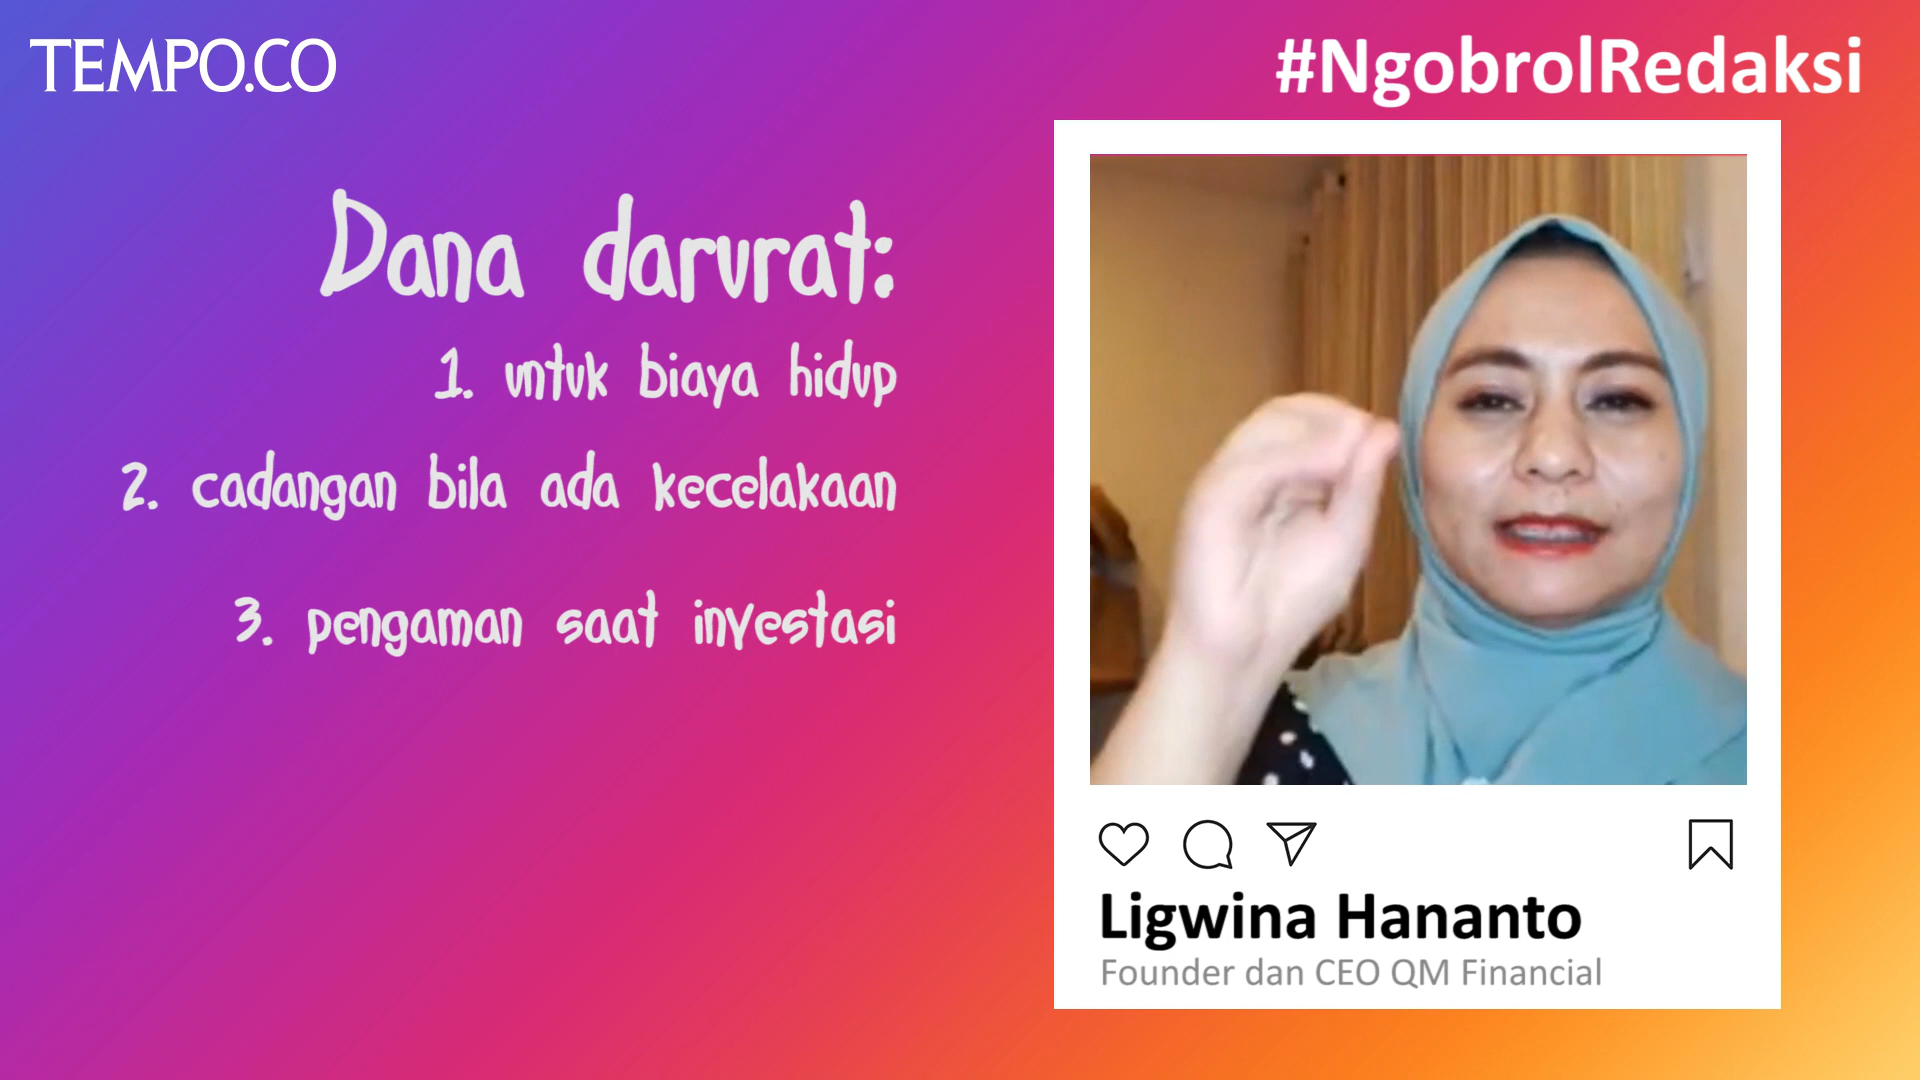 TEMPO.CO
#NgobrolRedaksi
Dana darurat:
1. untuk biaya hidup
2. cadangan bila ada kecelakaan
3. pengaman saat investasi
Ligwina Hananto
Founder dan CEO QM Financial